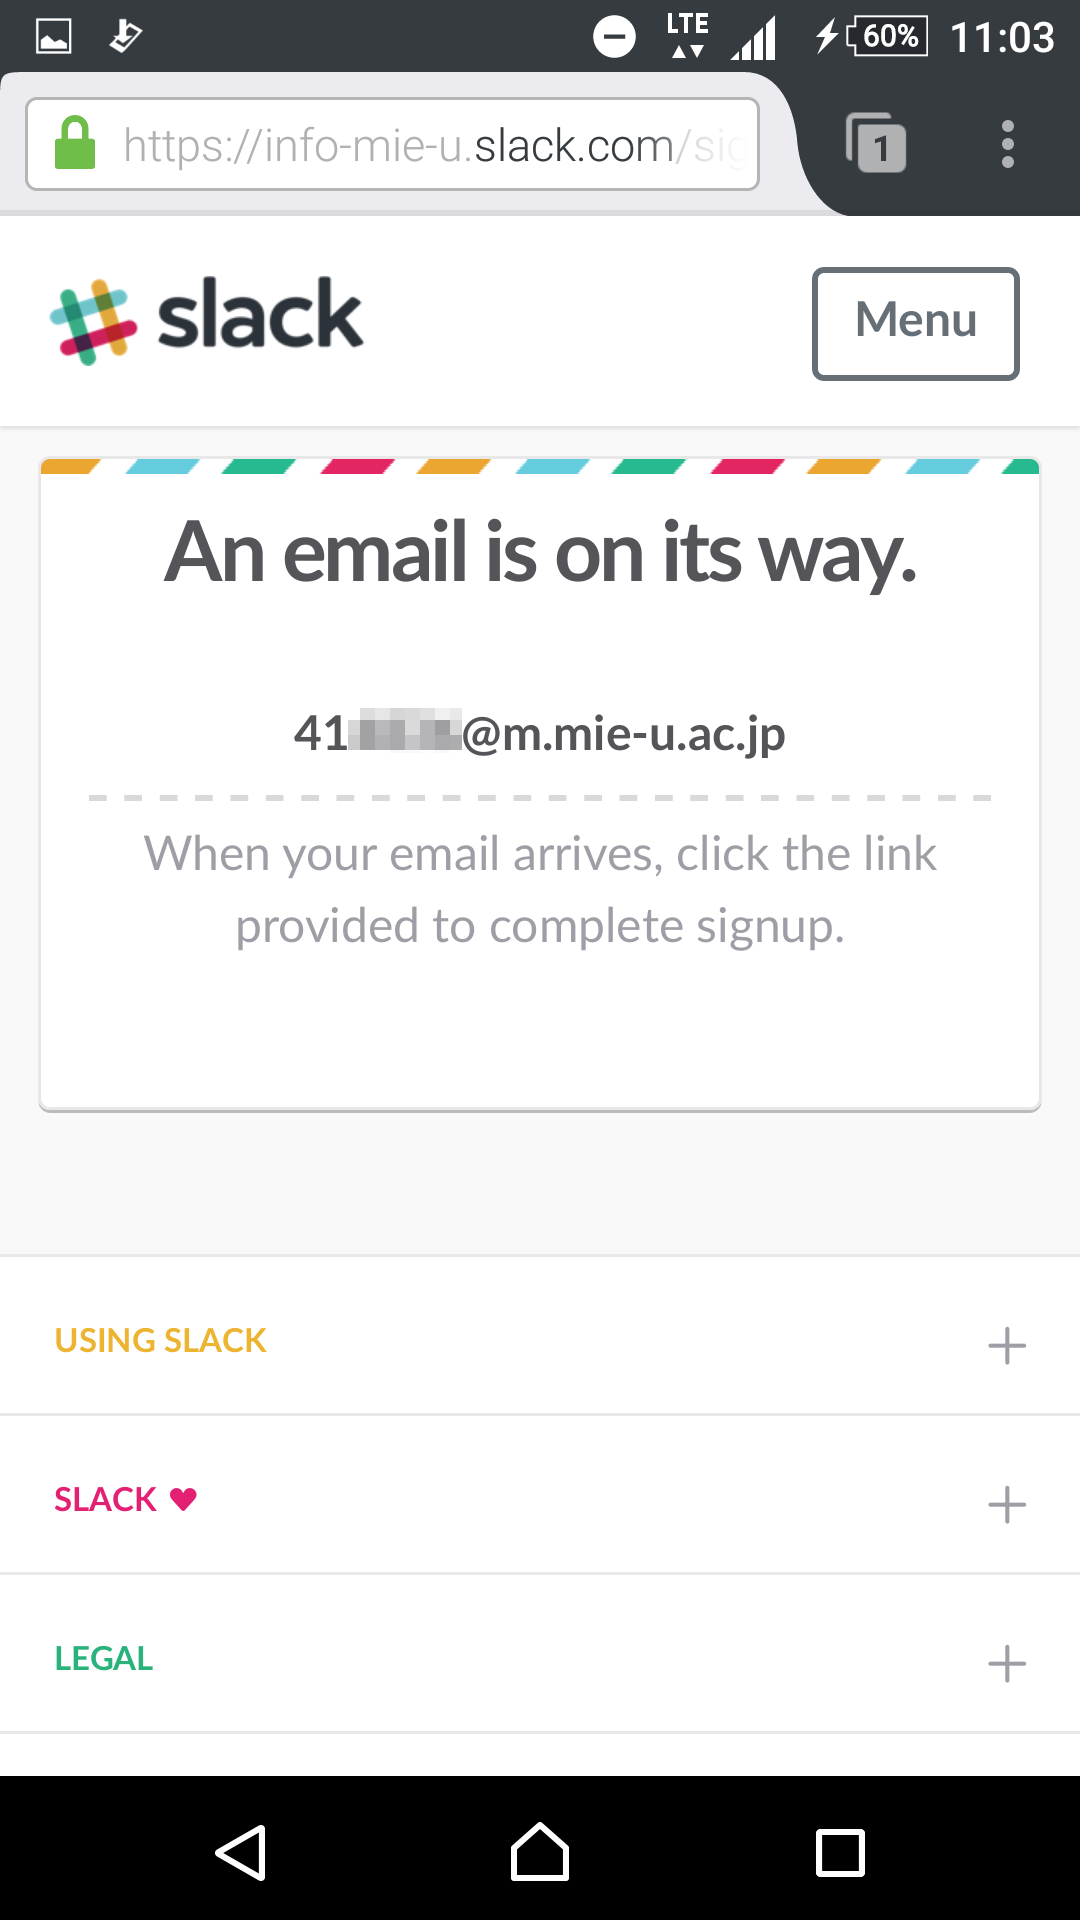 LTE
60%
11:03
https://info-mie-u.slack.com/sig
1
slack
Menu
An email is on its way.
41 @m.mie-u.ac.jp
When your email arrives, click the link
provided to complete signup.
USING SLACK
SLACK ♥
LEGAL